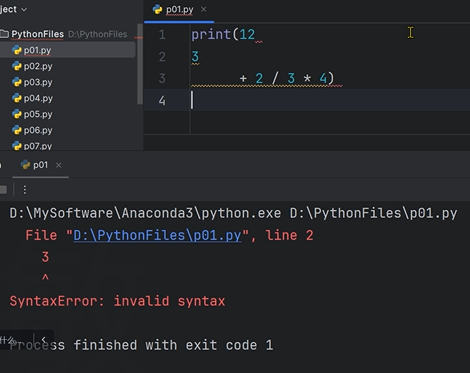 ject
p01.py
PythonFiles D:\PythonFiles
p01.py
p02.py
p03.py
p04.py
p05.py
p06.py
p07.py
1 print(12
2 3
3 + 2 / 3 * 4)
4
p01
D:\MySoftware\Anaconda3\python.exe D:\PythonFiles\p01.py
File "D:\PythonFiles\p01.py", line 2
3
^
SyntaxError: invalid syntax
什么...
Process finished with exit code 1